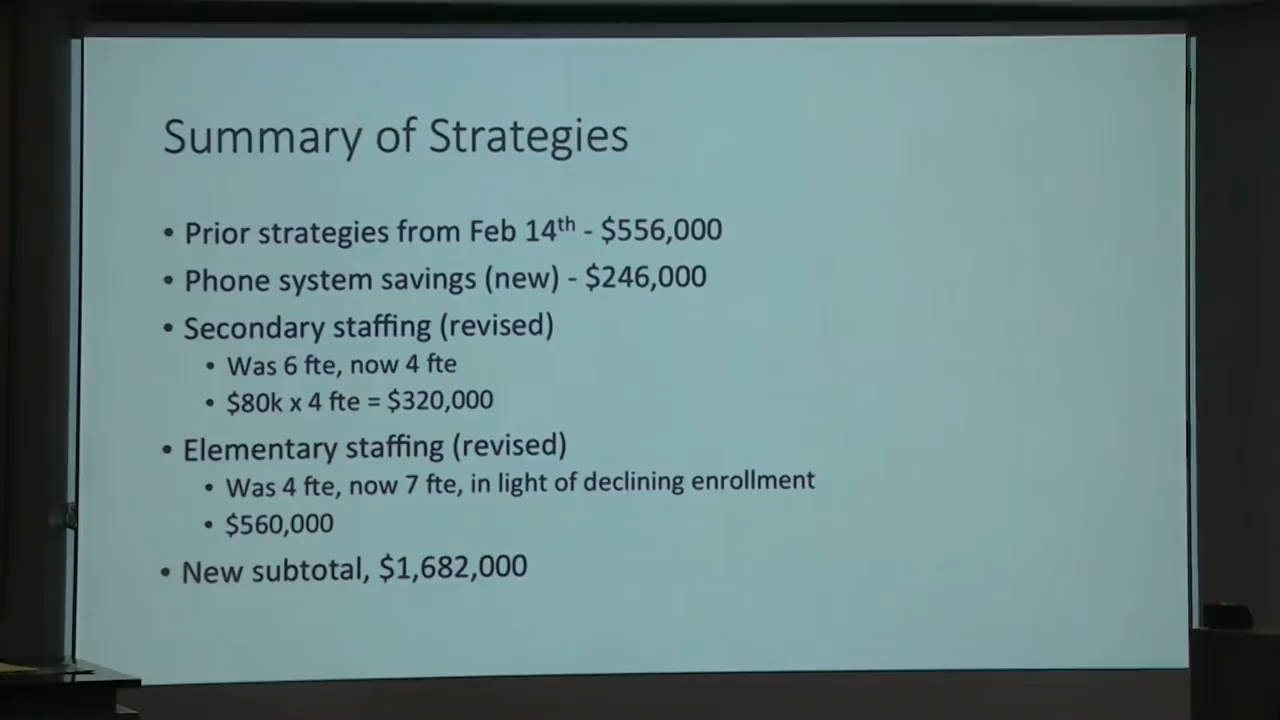 Summary of Strategies
• Prior strategies from Feb 14th - $556,000
• Phone system savings (new) - $246,000
• Secondary staffing (revised)
• Was 6 fte, now 4 fte
• $80k x 4 fte = $320,000
• Elementary staffing (revised)
• Was 4 fte, now 7 fte, in light of declining enrollment
• $560,000
• New subtotal, $1,682,000